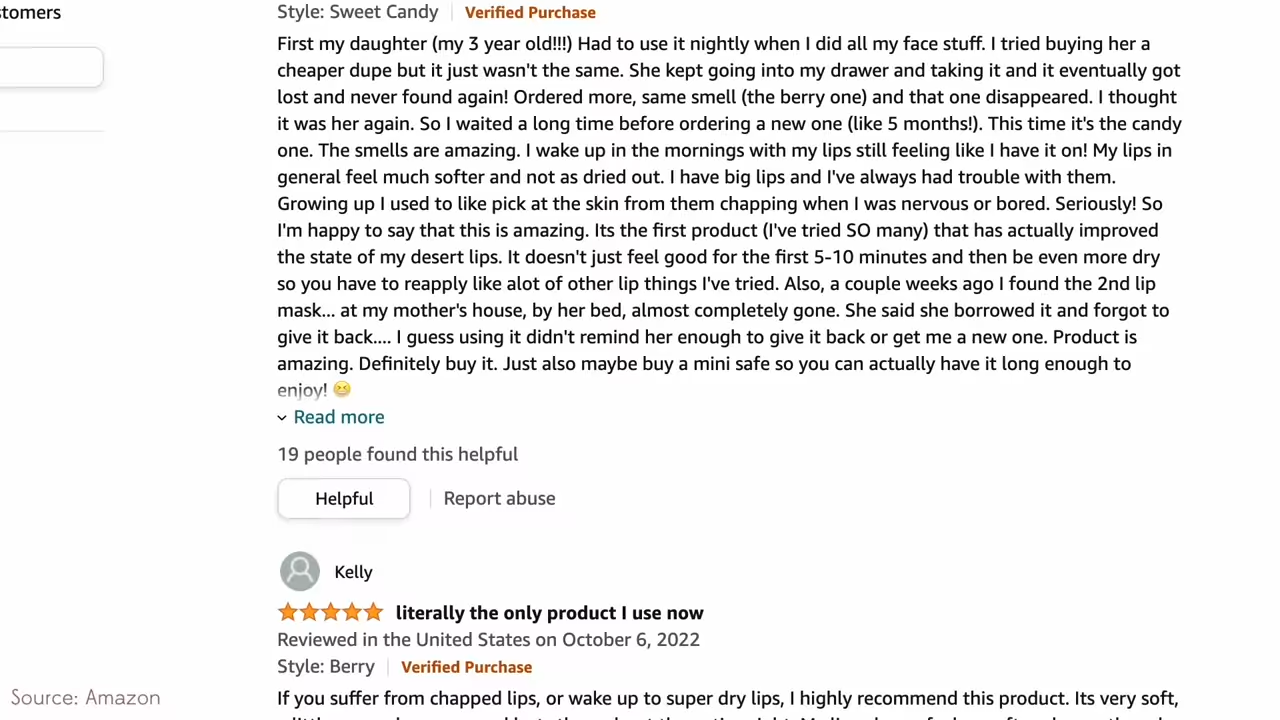 stomers
Style: Sweet Candy Verified Purchase
First my daughter (my 3 year old!!!) Had to use it nightly when I did all my face stuff. I tried buying her a
cheaper dupe but it just wasn't the same. She kept going into my drawer and taking it and it eventually got
lost and never found again! Ordered more, same smell (the berry one) and that one disappeared. I thought
it was her again. So I waited a long time before ordering a new one (like 5 months!). This time it's the candy
one. The smells are amazing. I wake up in the mornings with my lips still feeling like I have it on! My lips in
general feel much softer and not as dried out. I have big lips and I've always had trouble with them.
Growing up I used to like pick at the skin from them chapping when I was nervous or bored. Seriously! So
I'm happy to say that this is amazing. Its the first product (I've tried SO many) that has actually improved
the state of my desert lips. It doesn't just feel good for the first 5-10 minutes and then be even more dry
so you have to reapply like alot of other lip things I've tried. Also, a couple weeks ago I found the 2nd lip
mask... at my mother's house, by her bed, almost completely gone. She said she borrowed it and forgot to
give it back.... I guess using it didn't remind her enough to give it back or get me a new one. Product is
amazing. Definitely buy it. Just also maybe buy a mini safe so you can actually have it long enough to
enjoy! 😆
Read more
19 people found this helpful
Helpful Report abuse
Kelly
literally the only product I use now
Reviewed in the United States on October 6, 2022
Style: Berry Verified Purchase
If you suffer from chapped lips, or wake up to super dry lips, I highly recommend this product. Its very soft,
Source: Amazon